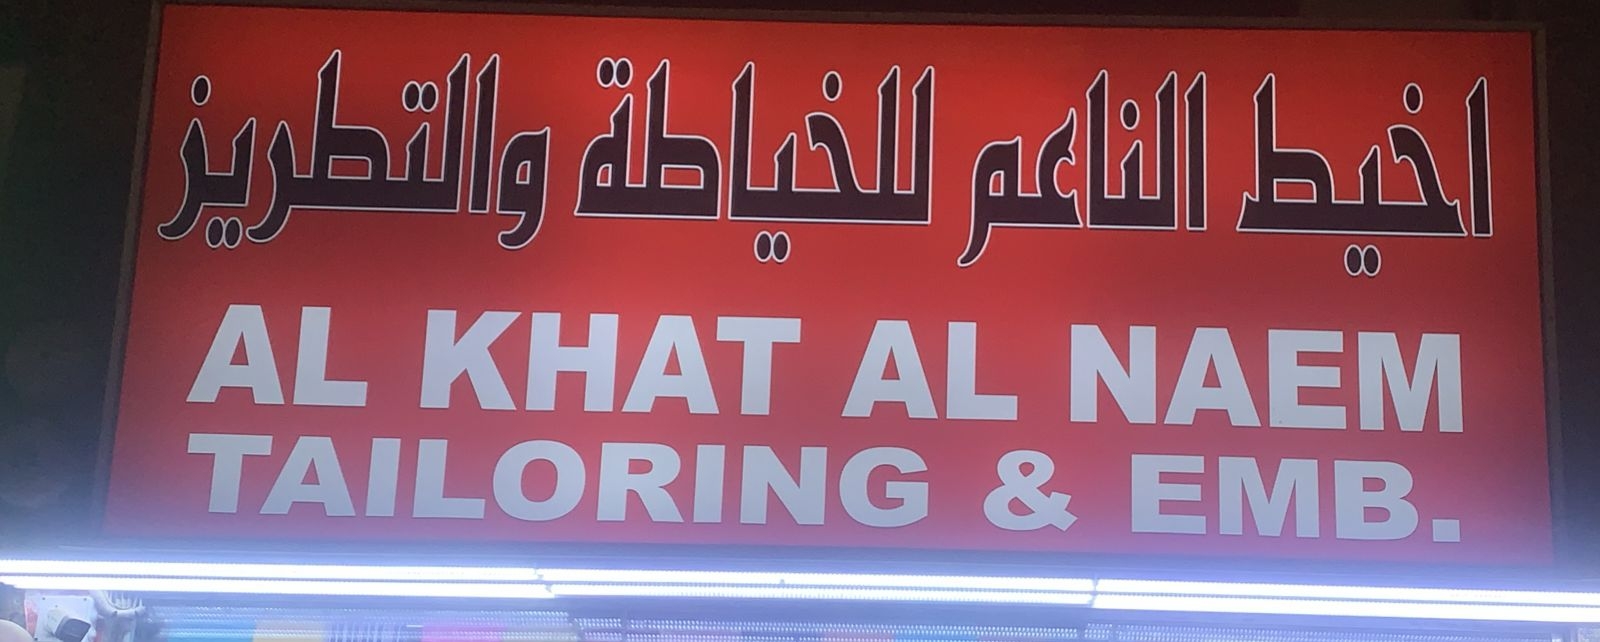 اخيط الناعم للخياطة والتطريز
AL KHAT AL NAEM
TAILORING & EMB.